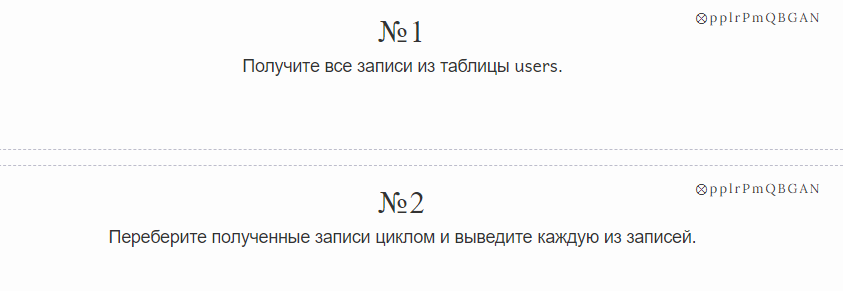 ⊗pplrPmQBGAN
№1
Получите все записи из таблицы users.
⊗pplrPmQBGAN
№2
Переберите полученные записи циклом и выведите каждую из записей.